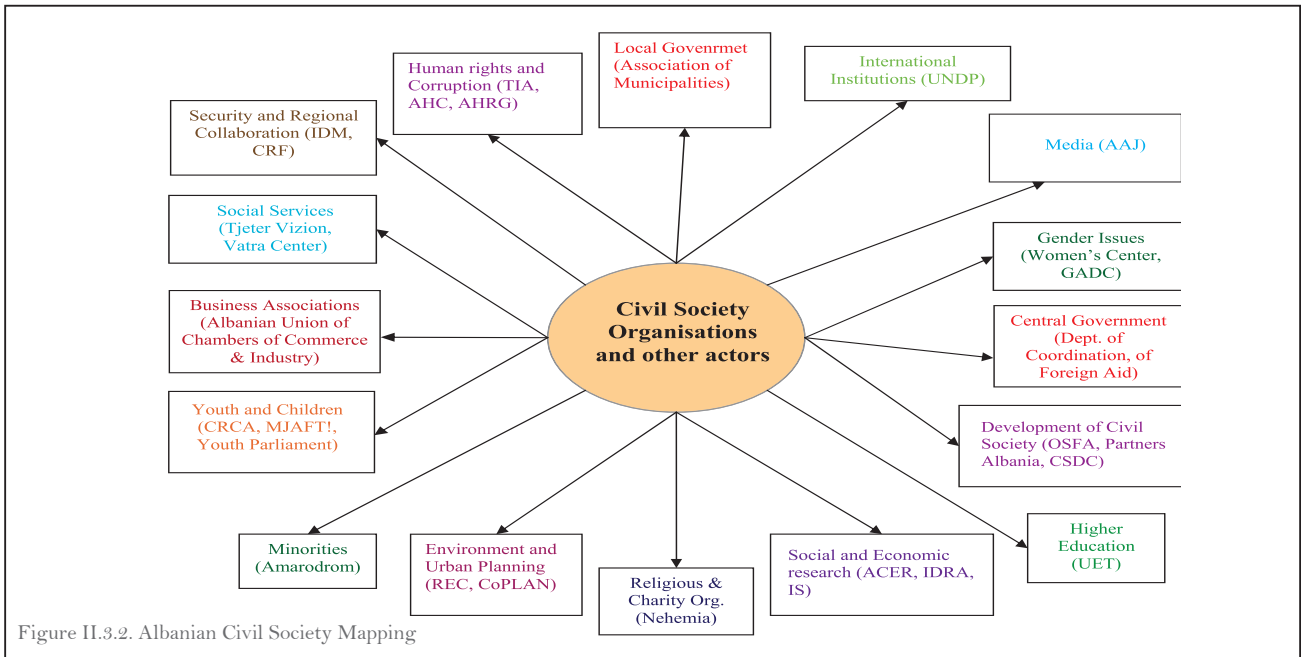 Local Govenrmet
(Association of
Municipalities)
International
Institutions (UNDP)
Human rights and
Corruption (TIA,
AHC, AHRG)
Security and Regional
Collaboration (IDM,
CRF)
Media (AAJ)
Social Services
(Tjeter Vizion,
Vatra Center)
Gender Issues
(Women’s Center,
GADC)
Business Associations
(Albanian Union of
Chambers of Commerce
& Industry)
Civil Society
Organisations
and other actors
Central Government
(Dept. of
Coordination, of
Foreign Aid)
Youth and Children
(CRCA, MJAFT!,
Youth Parliament)
Development of Civil
Society (OSFA, Partners
Albania, CSDC)
Minorities
(Amarodrom)
Environment and
Urban Planning
(REC, CoPLAN)
Religious &
Charity Org.
(Nehemia)
Social and Economic
research (ACER, IDRA,
IS)
Higher
Education
(UET)
Figure II.3.2. Albanian Civil Society Mapping